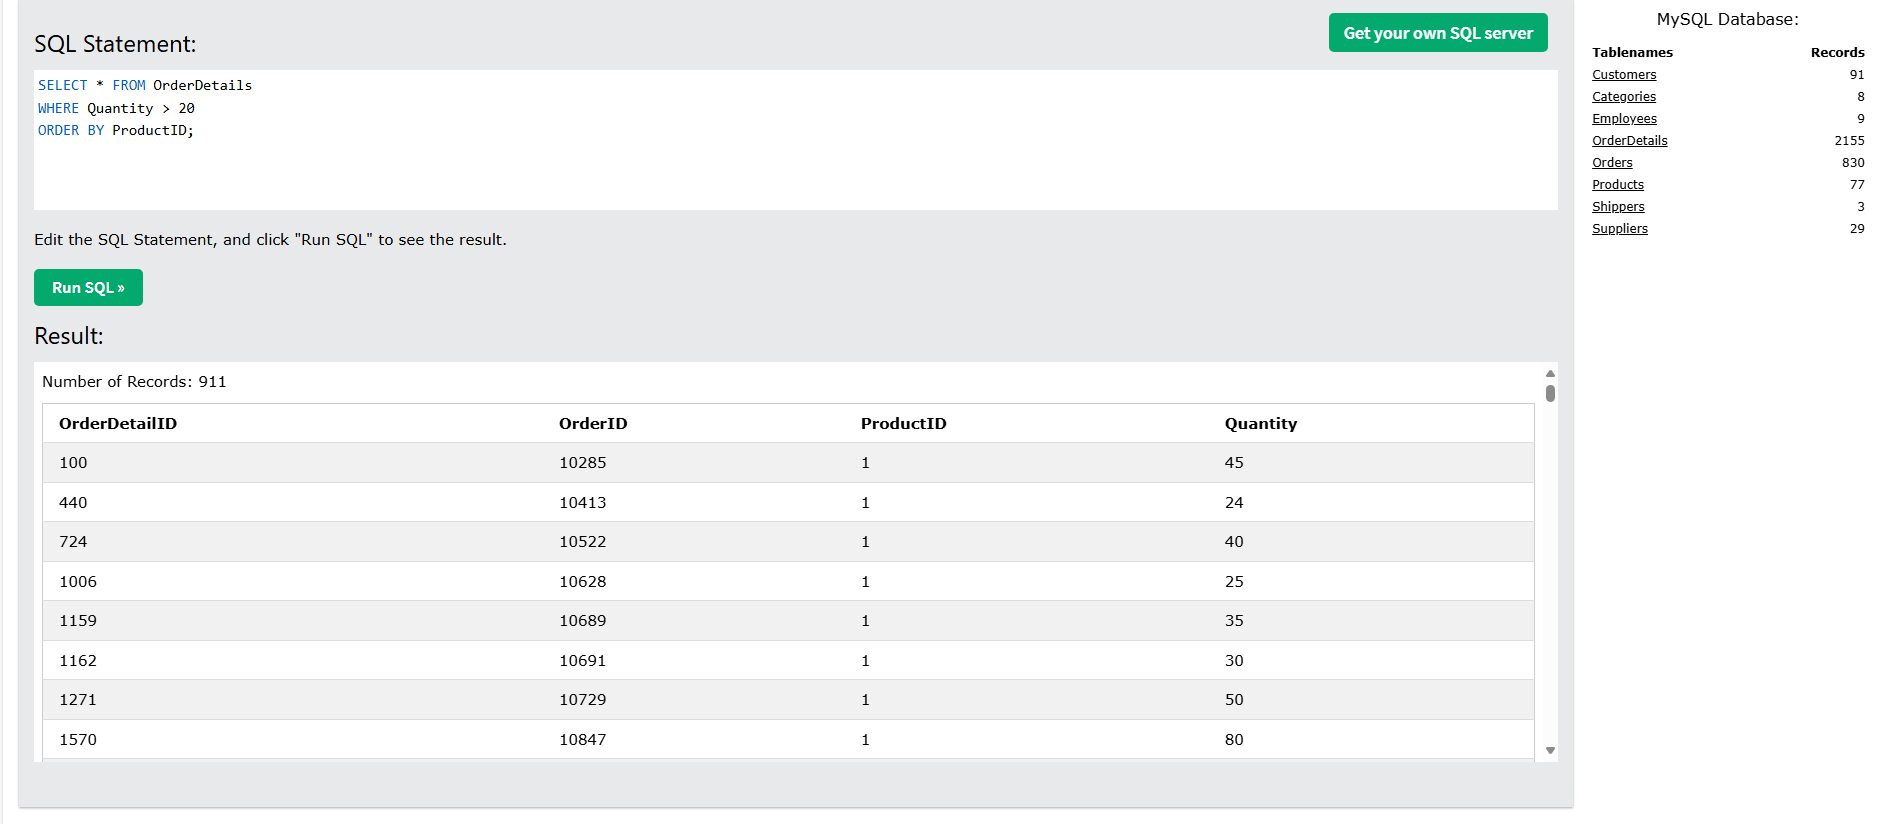 SQL Statement:
Get your own SQL server
SELECT * FROM OrderDetails
WHERE Quantity > 20
ORDER BY ProductID;
Edit the SQL Statement, and click "Run SQL" to see the result.
Run SQL »
Result:
Number of Records: 911
OrderDetailID OrderID ProductID Quantity
100 10285 1 45
440 10413 1 24
724 10522 1 40
1006 10628 1 25
1159 10689 1 35
1162 10691 1 30
1271 10729 1 50
1570 10847 1 80
MySQL Database:
Tablenames Records
Customers 91
Categories 8
Employees 9
OrderDetails 2155
Orders 830
Products 77
Shippers 3
Suppliers 29